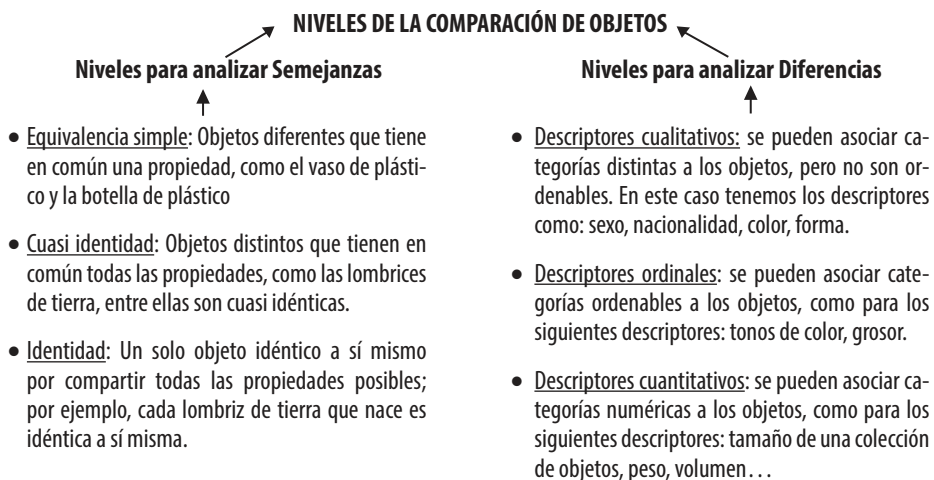 NIVELES DE LA COMPARACIÓN DE OBJETOS
Niveles para analizar Semejanzas
● Equivalencia simple: Objetos diferentes que tiene
en común una propiedad, como el vaso de plásti-
co y la botella de plástico
● Cuasi identidad: Objetos distintos que tienen en
común todas las propiedades, como las lombrices
de tierra, entre ellas son cuasi idénticas.
● Identidad: Un solo objeto idéntico a sí mismo
por compartir todas las propiedades posibles;
por ejemplo, cada lombriz de tierra que nace es
idéntica a sí misma.
Niveles para analizar Diferencias
● Descriptores cualitativos: se pueden asociar ca-
tegorías distintas a los objetos, pero no son or-
denables. En este caso tenemos los descriptores
como: sexo, nacionalidad, color, forma.
● Descriptores ordinales: se pueden asociar cate-
gorías ordenables a los objetos, como para los
siguientes descriptores: tonos de color, grosor.
● Descriptores cuantitativos: se pueden asociar ca-
tegorías numéricas a los objetos, como para los
siguientes descriptores: tamaño de una colección
de objetos, peso, volumen…